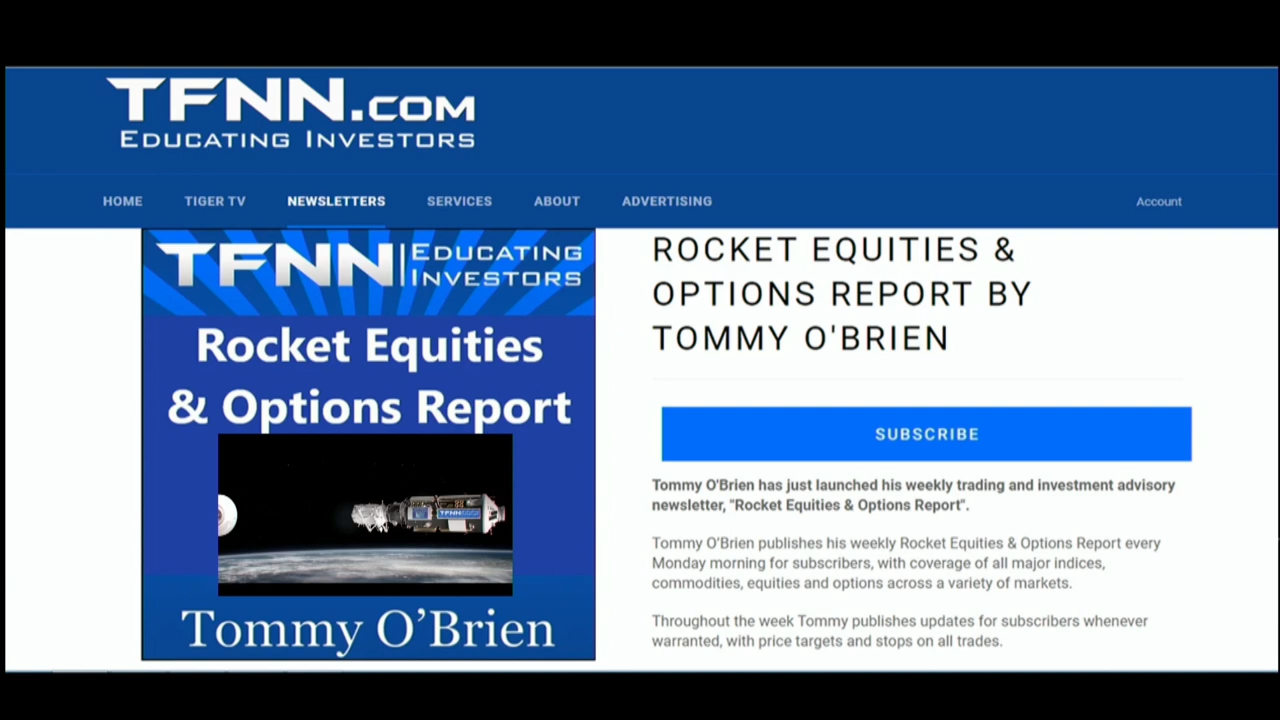 TFNN.COM
EDUCATING INVESTORS
HOME TIGER TV NEWSLETTERS SERVICES ABOUT ADVERTISING Account
TFNN EDUCATING
INVESTORS
Rocket Equities
& Options Report
TFNN
Tommy O'Brien
ROCKET EQUITIES &
OPTIONS REPORT BY
TOMMY O'BRIEN
SUBSCRIBE
Tommy O'Brien has just launched his weekly trading and investment advisory
newsletter, "Rocket Equities & Options Report".
Tommy O'Brien publishes his weekly Rocket Equities & Options Report every
Monday morning for subscribers, with coverage of all major indices,
commodities, equities and options across a variety of markets.
Throughout the week Tommy publishes updates for subscribers whenever
warranted, with price targets and stops on all trades.